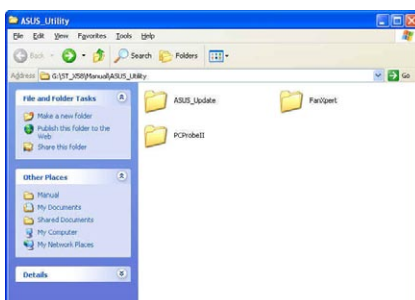 ASUS_Utility
File Edit View Favorites Tools Help
Back Search Folders
Address G:\ST_X58\Manual\ASUS_Utility Go
File and Folder Tasks
Make a new folder
Publish this folder to the
Web
Share this folder
Other Places
Manual
My Documents
Shared Documents
My Computer
My Network Places
Details
ASUS_Update
FanXpert
PCProbeII